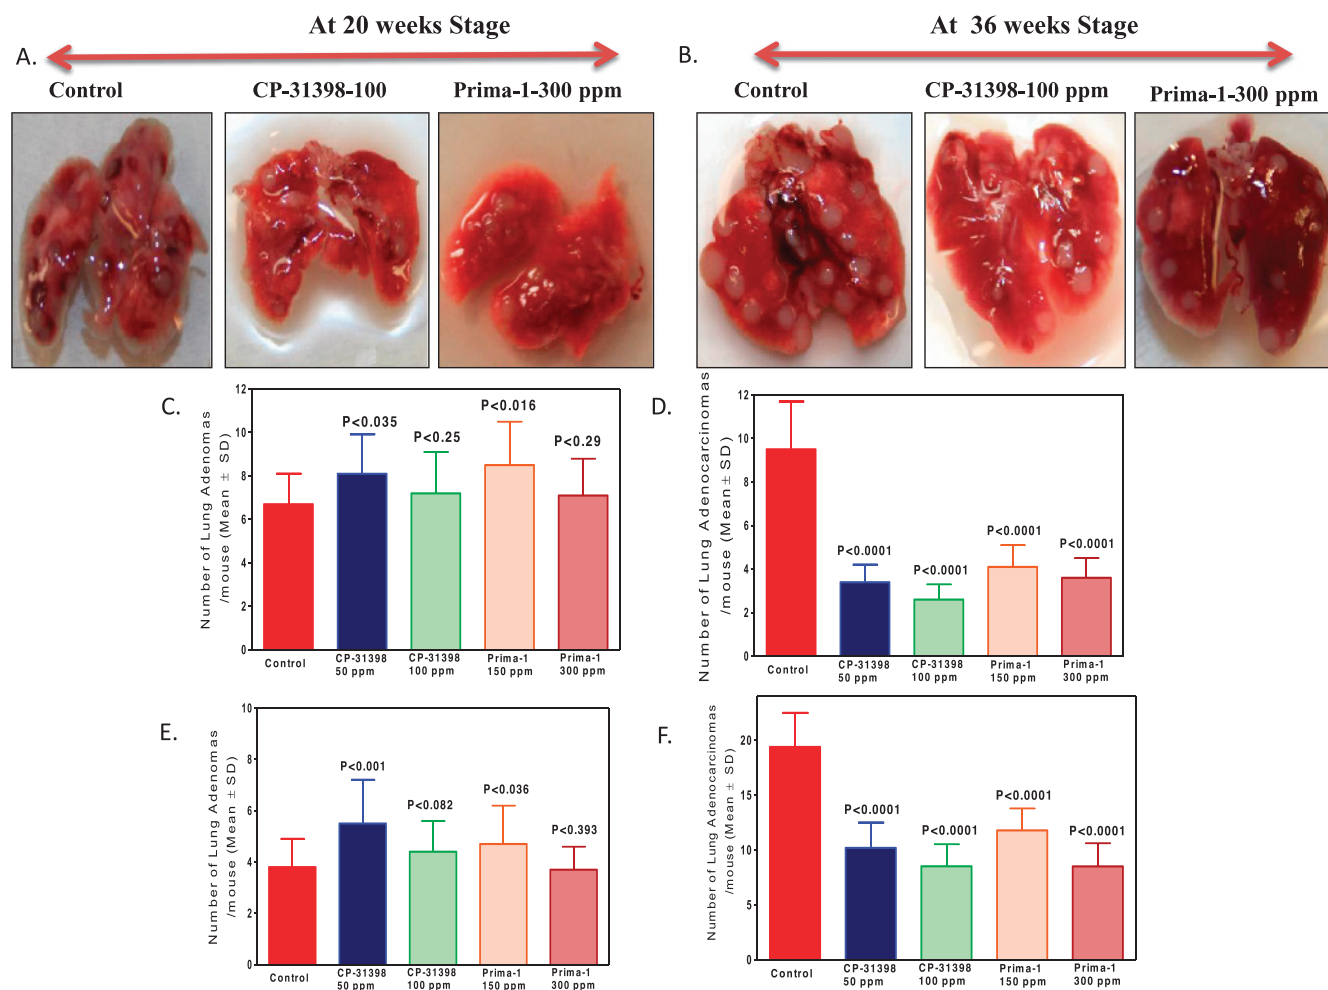 At 20 weeks Stage
At 36 weeks Stage
A.
B.
Control
CP-31398-100
Prima-1-300 ppm
Control
CP-31398-100 ppm
Prima-1-300 ppm
C.
Number of Lung Adenomas
/mouse (Mean ± SD)
12
10
8
6
4
2
0
P<0.035
P<0.25
P<0.016
P<0.29
Control
CP-31398
50 ppm
CP-31398
100 ppm
Prima-1
150 ppm
Prima-1
300 ppm
D.
Number of Lung Adenocarcinomas
/mouse (Mean ± SD)
12
10
8
6
4
2
0
P<0.0001
P<0.0001
P<0.0001
P<0.0001
Control
CP-31398
50 ppm
CP-31398
100 ppm
Prima-1
150 ppm
Prima-1
300 ppm
E.
Number of Lung Adenomas
/mouse (Mean ± SD)
10
8
6
4
2
0
P<0.001
P<0.082
P<0.036
P<0.393
Control
CP-31398
50 ppm
CP-31398
100 ppm
Prima-1
150 ppm
Prima-1
300 ppm
F.
Number of Lung Adenocarcinomas
/mouse (Mean ± SD)
20
15
10
5
0
P<0.0001
P<0.0001
P<0.0001
P<0.0001
Control
CP-31398
50 ppm
CP-31398
100 ppm
Prima-1
150 ppm
Prima-1
300 ppm